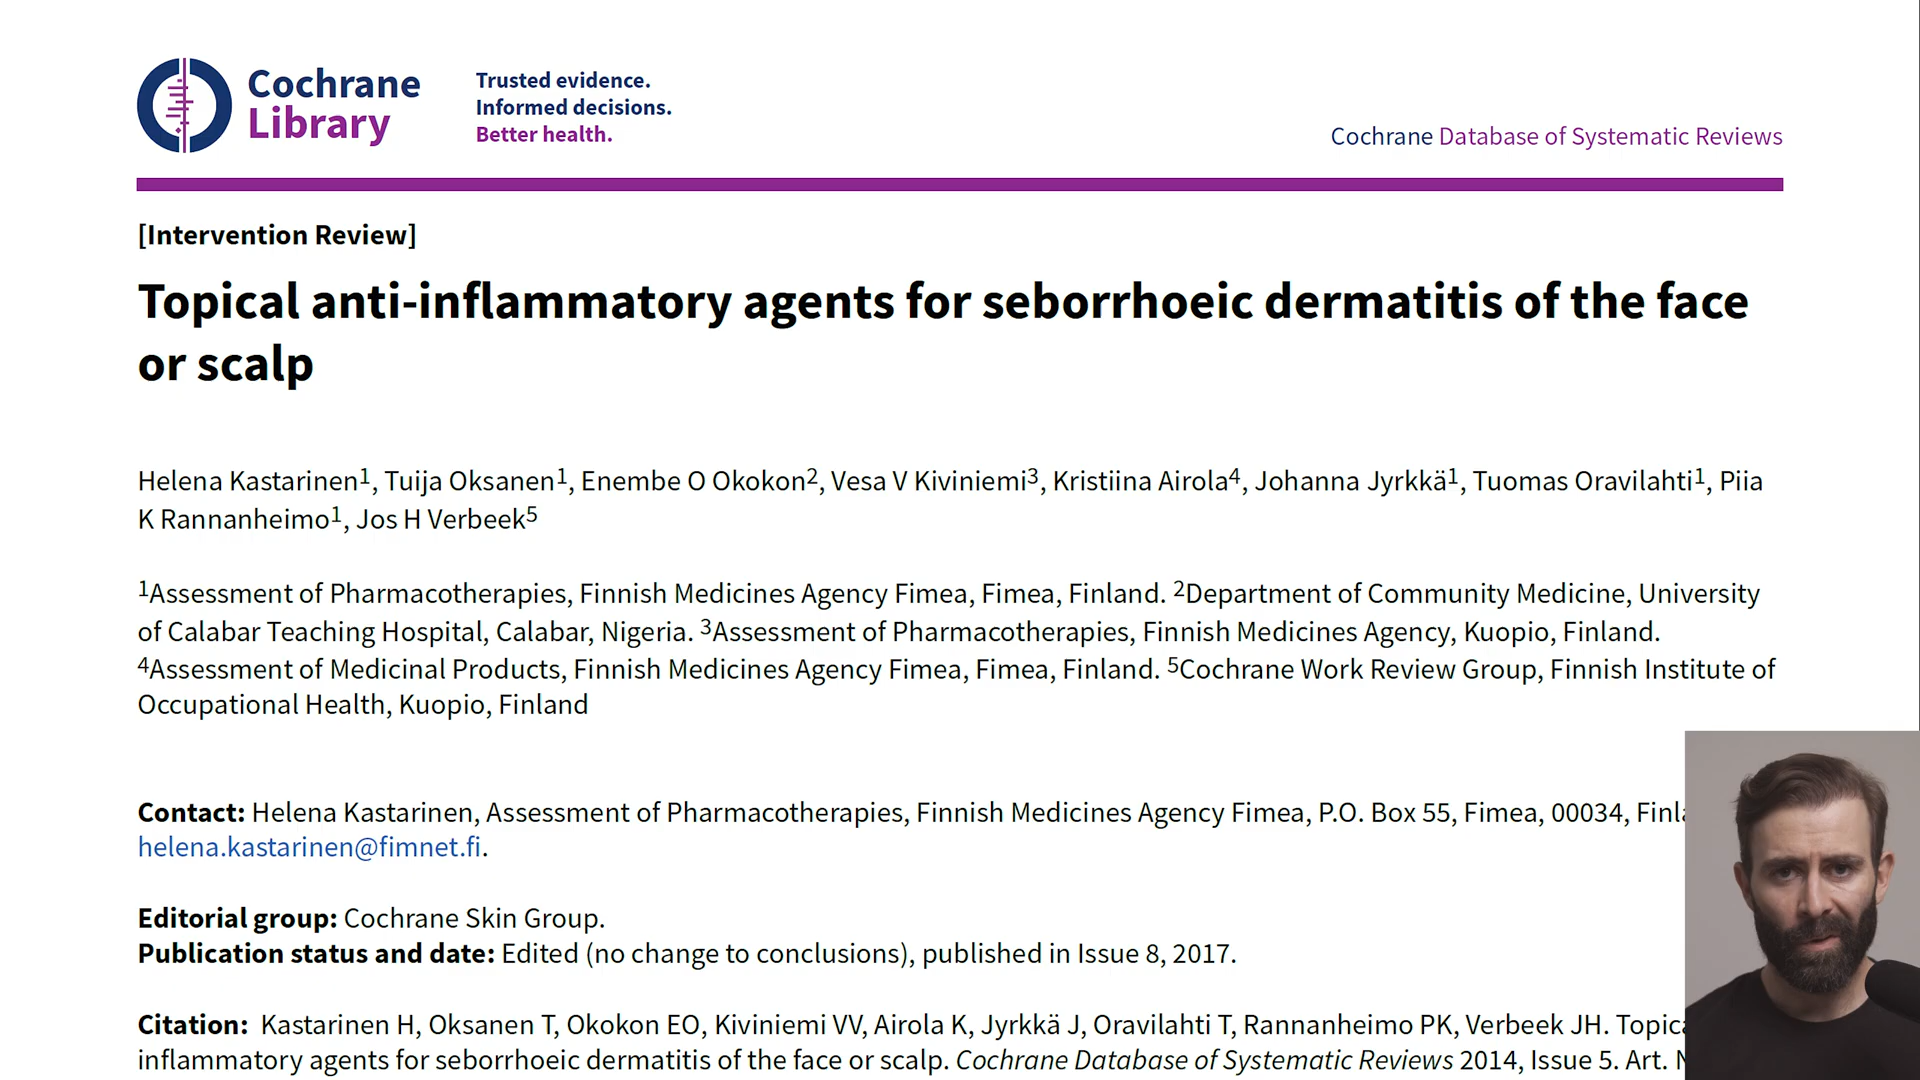 Cochrane
Library
Trusted evidence.
Informed decisions.
Better health.
Cochrane Database of Systematic Reviews
[Intervention Review]
Topical anti-inflammatory agents for seborrhoeic dermatitis of the face
or scalp
Helena Kastarinen1, Tuija Oksanen1, Enembe O Okokon2, Vesa V Kiviniemi3, Kristiina Airola4, Johanna Jyrkkä1, Tuomas Oravilahti1, Piia
K Rannanheimo1, Jos H Verbeek5
1Assessment of Pharmacotherapies, Finnish Medicines Agency Fimea, Fimea, Finland. 2Department of Community Medicine, University
of Calabar Teaching Hospital, Calabar, Nigeria. 3Assessment of Pharmacotherapies, Finnish Medicines Agency, Kuopio, Finland.
4Assessment of Medicinal Products, Finnish Medicines Agency Fimea, Fimea, Finland. 5Cochrane Work Review Group, Finnish Institute of
Occupational Health, Kuopio, Finland
Contact: Helena Kastarinen, Assessment of Pharmacotherapies, Finnish Medicines Agency Fimea, P.O. Box 55, Fimea, 00034,
helena.kastarinen@fimnet.fi.
Editorial group: Cochrane Skin Group.
Publication status and date: Edited (no change to conclusions), published in Issue 8, 2017.
Citation: Kastarinen H, Oksanen T, Okokon EO, Kiviniemi VV, Airola K, Jyrkkä J, Oravilahti T, Rannanheimo PK, Verbeek JH.
inflammatory agents for seborrhoeic dermatitis of the face or scalp. Cochrane Database of Systematic Reviews 2014, Issue 5. Art.